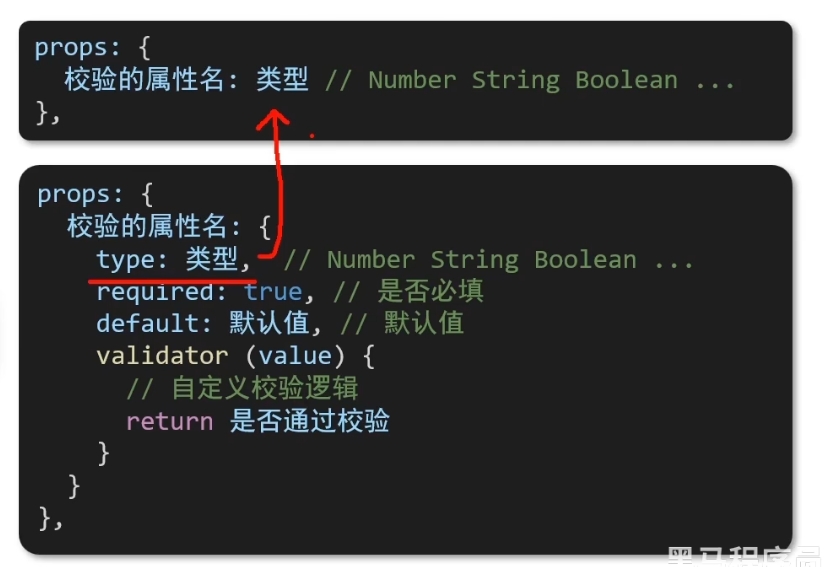 props: {
校验的属性名: 类型 // Number String Boolean ...
},
props: {
校验的属性名: {
type: 类型, // Number String Boolean ...
required: true, // 是否必填
default: 默认值, // 默认值
validator (value) {
// 自定义校验逻辑
return 是否通过校验
}
}
},
黑马程序员